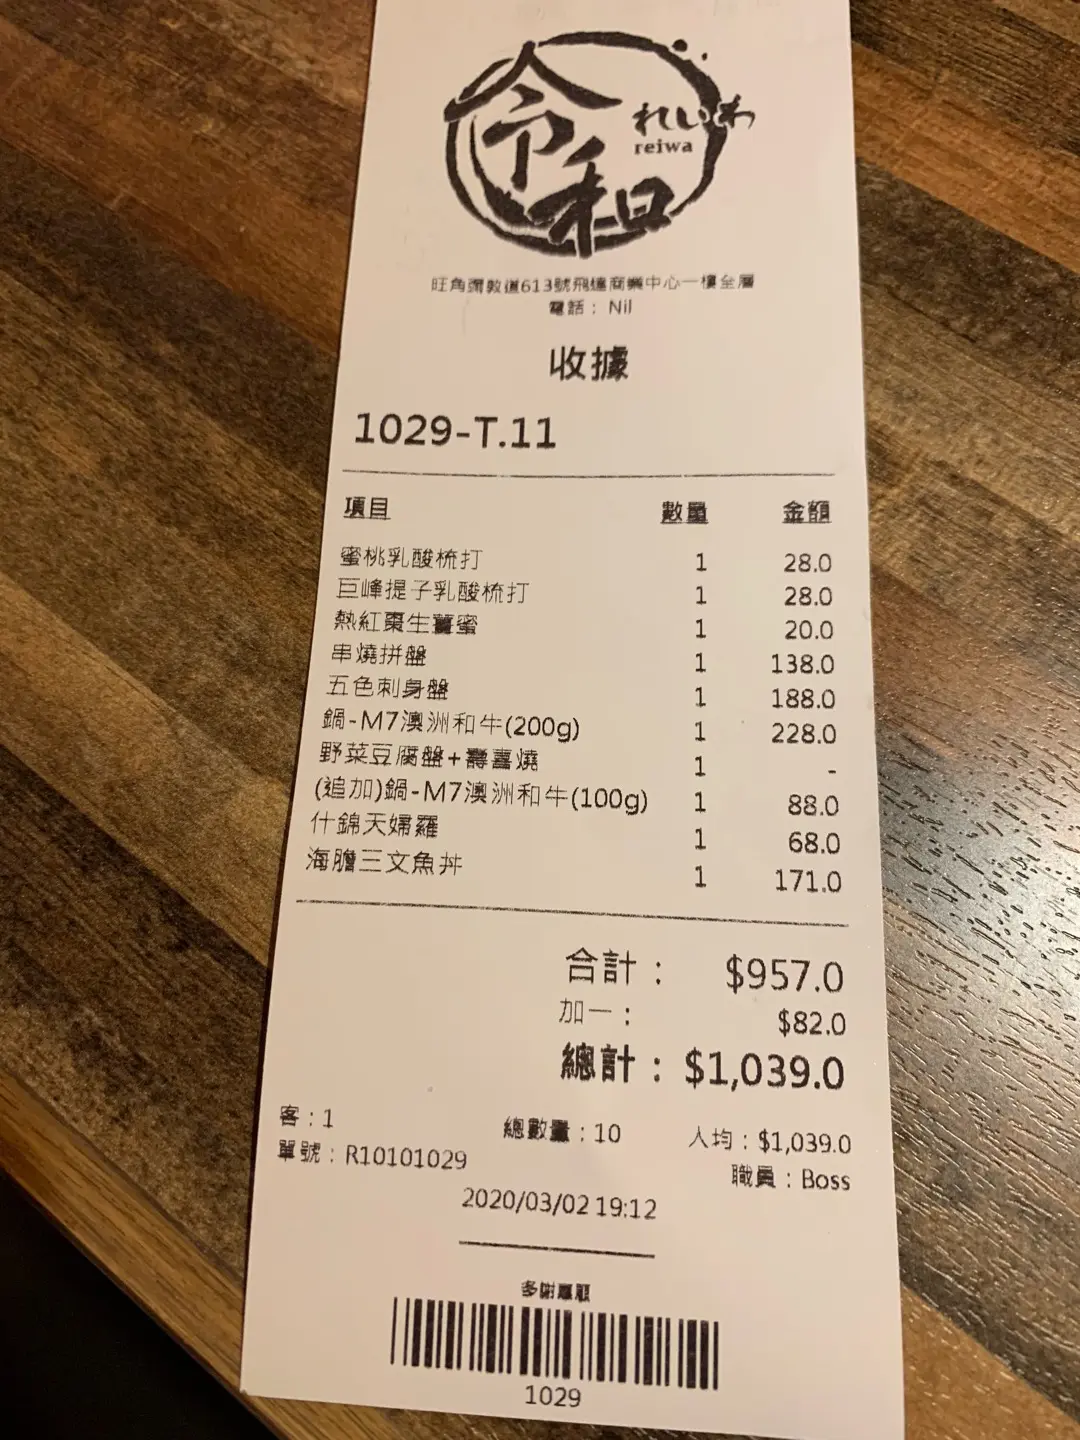 令和
れいわ
reiwa
旺角彌敦道613號飛達商業中心一樓全層
電話： Nil
收據
1029-T.11
項目 數量 金額
蜜桃乳酸梳打 1 28.0
巨峰提子乳酸梳打 1 28.0
熱紅棗生薑蜜 1 20.0
串燒拼盤 1 138.0
五色刺身盤 1 188.0
鍋-M7澳洲和牛(200g) 1 228.0
野菜豆腐盤+壽喜燒 1 -
(追加)鍋-M7澳洲和牛(100g) 1 88.0
什錦天婦羅 1 68.0
海膽三文魚丼 1 171.0
合計： $957.0
加一： $82.0
總計： $1,039.0
客：1 總數量：10 人均：$1,039.0
單號：R10101029 職員：Boss
2020/03/02 19:12
多謝惠顧
1029